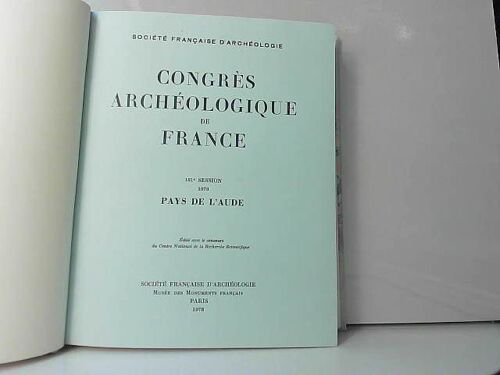 SOCIÉTÉ FRANÇAISE D'ARCHÉOLOGIE
CONGRÈS
ARCHÉOLOGIQUE
DE
FRANCE
131e SESSION
1973
PAYS DE L'AUDE
Édité avec le concours
du Centre National de la Recherche Scientifique
SOCIÉTÉ FRANÇAISE D'ARCHÉOLOGIE
MUSÉE DES MONUMENTS FRANÇAIS
PARIS
1973